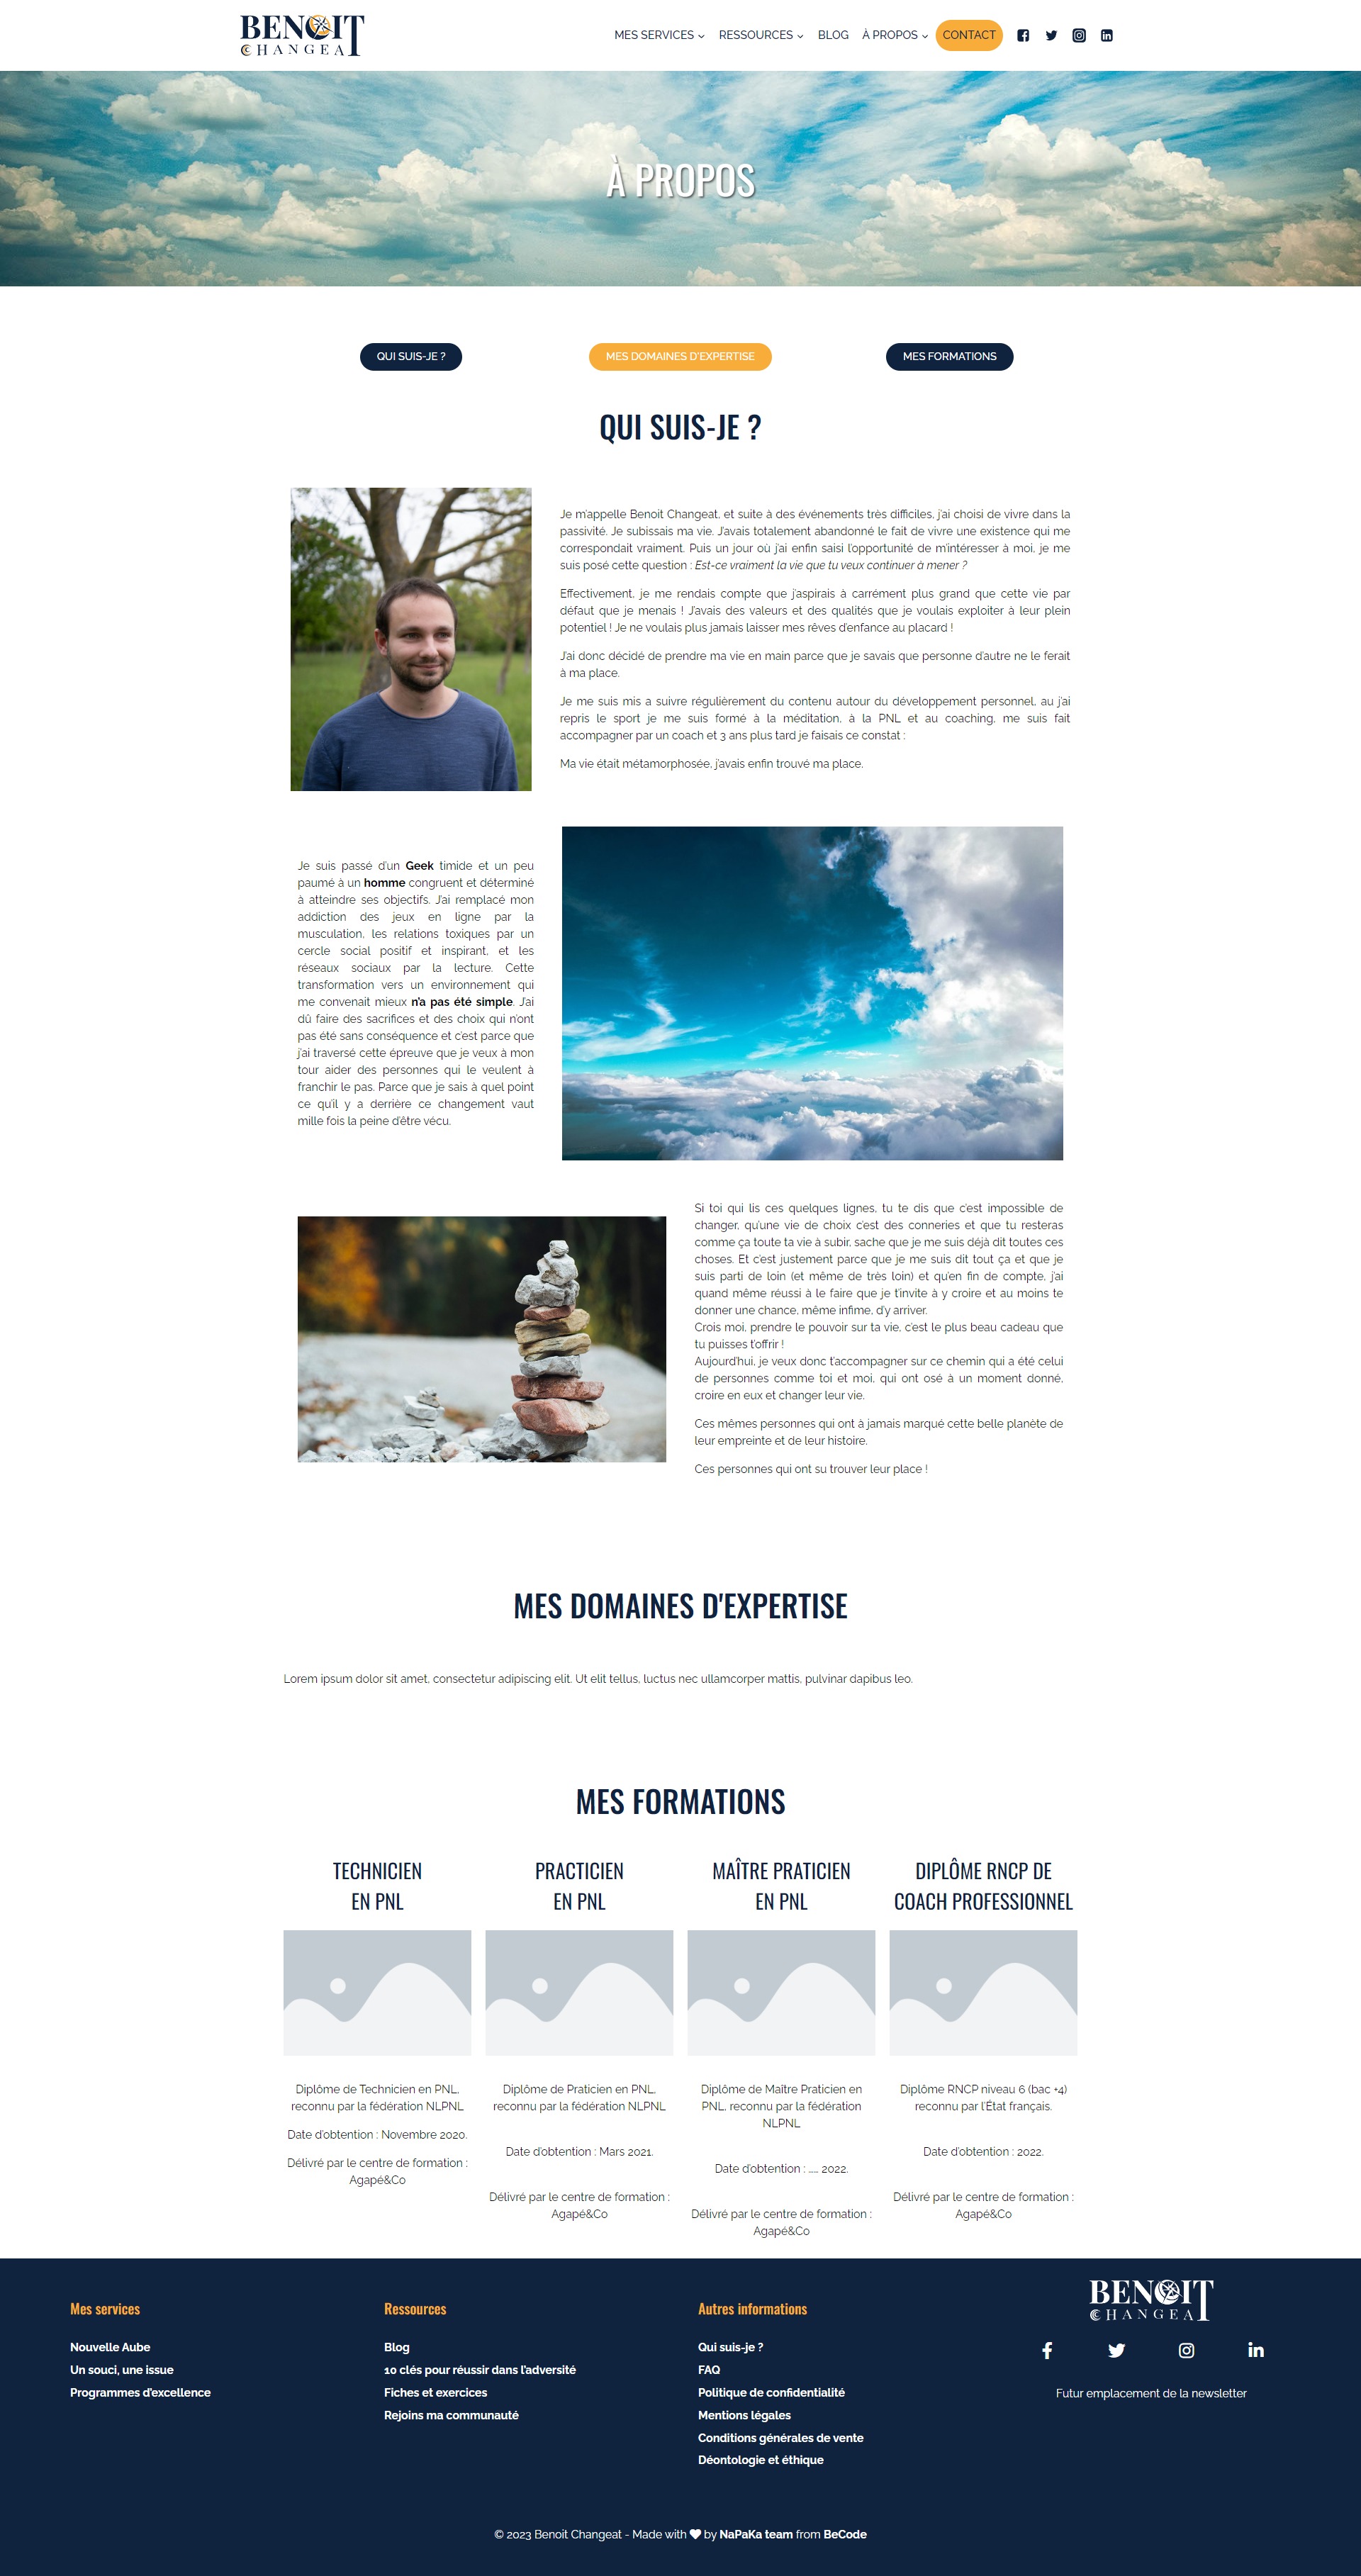 BENOIT
CHANGEAT
MES SERVICES
RESSOURCES
BLOG
À PROPOS
CONTACT
À PROPOS
QUI SUIS-JE ?
MES DOMAINES D'EXPERTISE
MES FORMATIONS
QUI SUIS-JE ?
Je m'appelle Benoit Changeat, et suite à des événements très difficiles, j'ai choisi de vivre dans la
passivité. Je subissais ma vie. J'avais totalement abandonné le fait de vivre une existence qui me
correspondait vraiment. Puis un jour où j'ai enfin saisi l'opportunité de m'intéresser à moi, je me
suis posé cette question : Est-ce vraiment la vie que tu veux continuer à mener ?
Effectivement, je me rendais compte que j'aspirais à carrément plus grand que cette vie par
défaut que je menais ! J'avais des valeurs et des qualités que je voulais exploiter à leur plein
potentiel ! Je ne voulais plus jamais laisser mes rêves d'enfance au placard !
J'ai donc décidé de prendre ma vie en main parce que je savais que personne d'autre ne le ferait
à ma place.
Je me suis mis a suivre régulièrement du contenu autour du développement personnel, au j'ai
repris le sport je me suis formé à la méditation, à la PNL et au coaching, me suis fait
accompagner par un coach et 3 ans plus tard je faisais ce constat :
Ma vie était métamorphosée, j'avais enfin trouvé ma place.
Je suis passé d'un Geek timide et un peu
paumé à un homme congruent et déterminé
à atteindre ses objectifs. J'ai remplacé mon
addiction des jeux en ligne par la
musculation, les relations toxiques par un
cercle social positif et inspirant, et les
réseaux sociaux par la lecture. Cette
transformation vers un environnement qui
me convenait mieux n'a pas été simple. J'ai
dû faire des sacrifices et des choix qui n'ont
pas été sans conséquence et c'est parce que
j'ai traversé cette épreuve que je veux à mon
tour aider des personnes qui le veulent à
franchir le pas. Parce que je sais à quel point
ce qu'il y a derrière ce changement vaut
mille fois la peine d'être vécu.
Si toi qui lis ces quelques lignes, tu te dis que c'est impossible de
changer, qu'une vie de choix c'est des conneries et que tu resteras
comme ça toute ta vie à subir, sache que je me suis déjà dit toutes ces
choses. Et c'est justement parce que je me suis dit tout ça et que je
suis parti de loin (et même de très loin) et qu'en fin de compte, j'ai
quand même réussi à le faire que je t'invite à y croire et au moins te
donner une chance, même infime, d'y arriver.
Crois moi, prendre le pouvoir sur ta vie, c'est le plus beau cadeau que
tu puisses t'offrir !
Aujourd'hui, je veux donc t'accompagner sur ce chemin qui a été celui
de personnes comme toi et moi, qui ont osé à un moment donné,
croire en eux et changer leur vie.
Ces mêmes personnes qui ont à jamais marqué cette belle planète de
leur empreinte et de leur histoire.
Ces personnes qui ont su trouver leur place !
MES DOMAINES D'EXPERTISE
Lorem ipsum dolor sit amet, consectetur adipiscing elit. Ut elit tellus, luctus nec ullamcorper mattis, pulvinar dapibus leo.
MES FORMATIONS
TECHNICIEN
EN PNL
Diplôme de Technicien en PNL,
reconnu par la fédération NLPNL
Date d'obtention : Novembre 2020.
Délivré par le centre de formation :
Agapé&Co
PRACTICIEN
EN PNL
Diplôme de Praticien en PNL,
reconnu par la fédération NLPNL
Date d'obtention : Mars 2021.
Délivré par le centre de formation :
Agapé&Co
MAÎTRE PRATICIEN
EN PNL
Diplôme de Maître Praticien en
PNL, reconnu par la fédération
NLPNL
Date d'obtention : ..... 2022.
Délivré par le centre de formation :
Agapé&Co
DIPLÔME RNCP DE
COACH PROFESSIONNEL
Diplôme RNCP niveau 6 (bac +4)
reconnu par l'État français.
Date d'obtention : 2022.
Délivré par le centre de formation :
Agapé&Co
Mes services
Nouvelle Aube
Un souci, une issue
Programmes d'excellence
Ressources
Blog
10 clés pour réussir dans l'adversité
Fiches et exercices
Rejoins ma communauté
Autres informations
Qui suis-je ?
FAQ
Politique de confidentialité
Mentions légales
Conditions générales de vente
Déontologie et éthique
BENOIT
CHANGEAT
Futur emplacement de la newsletter
© 2023 Benoit Changeat - Made with ♥ by NaPaKa team from BeCode